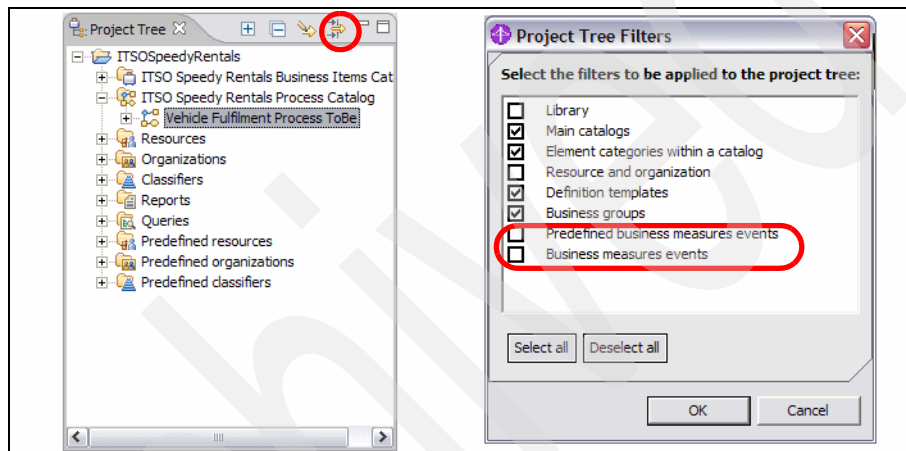 Project Tree
ITSOSpeedyRentals
ITSO Speedy Rentals Business Items Cat
ITSO Speedy Rentals Process Catalog
Vehicle Fulfilment Process ToBe
Resources
Organizations
Classifiers
Reports
Queries
Predefined resources
Predefined organizations
Predefined classifiers
Project Tree Filters
Select the filters to be applied to the project tree:
Library
Main catalogs
Element categories within a catalog
Resource and organization
Definition templates
Business groups
Predefined business measures events
Business measures events
Select all
Deselect all
OK
Cancel